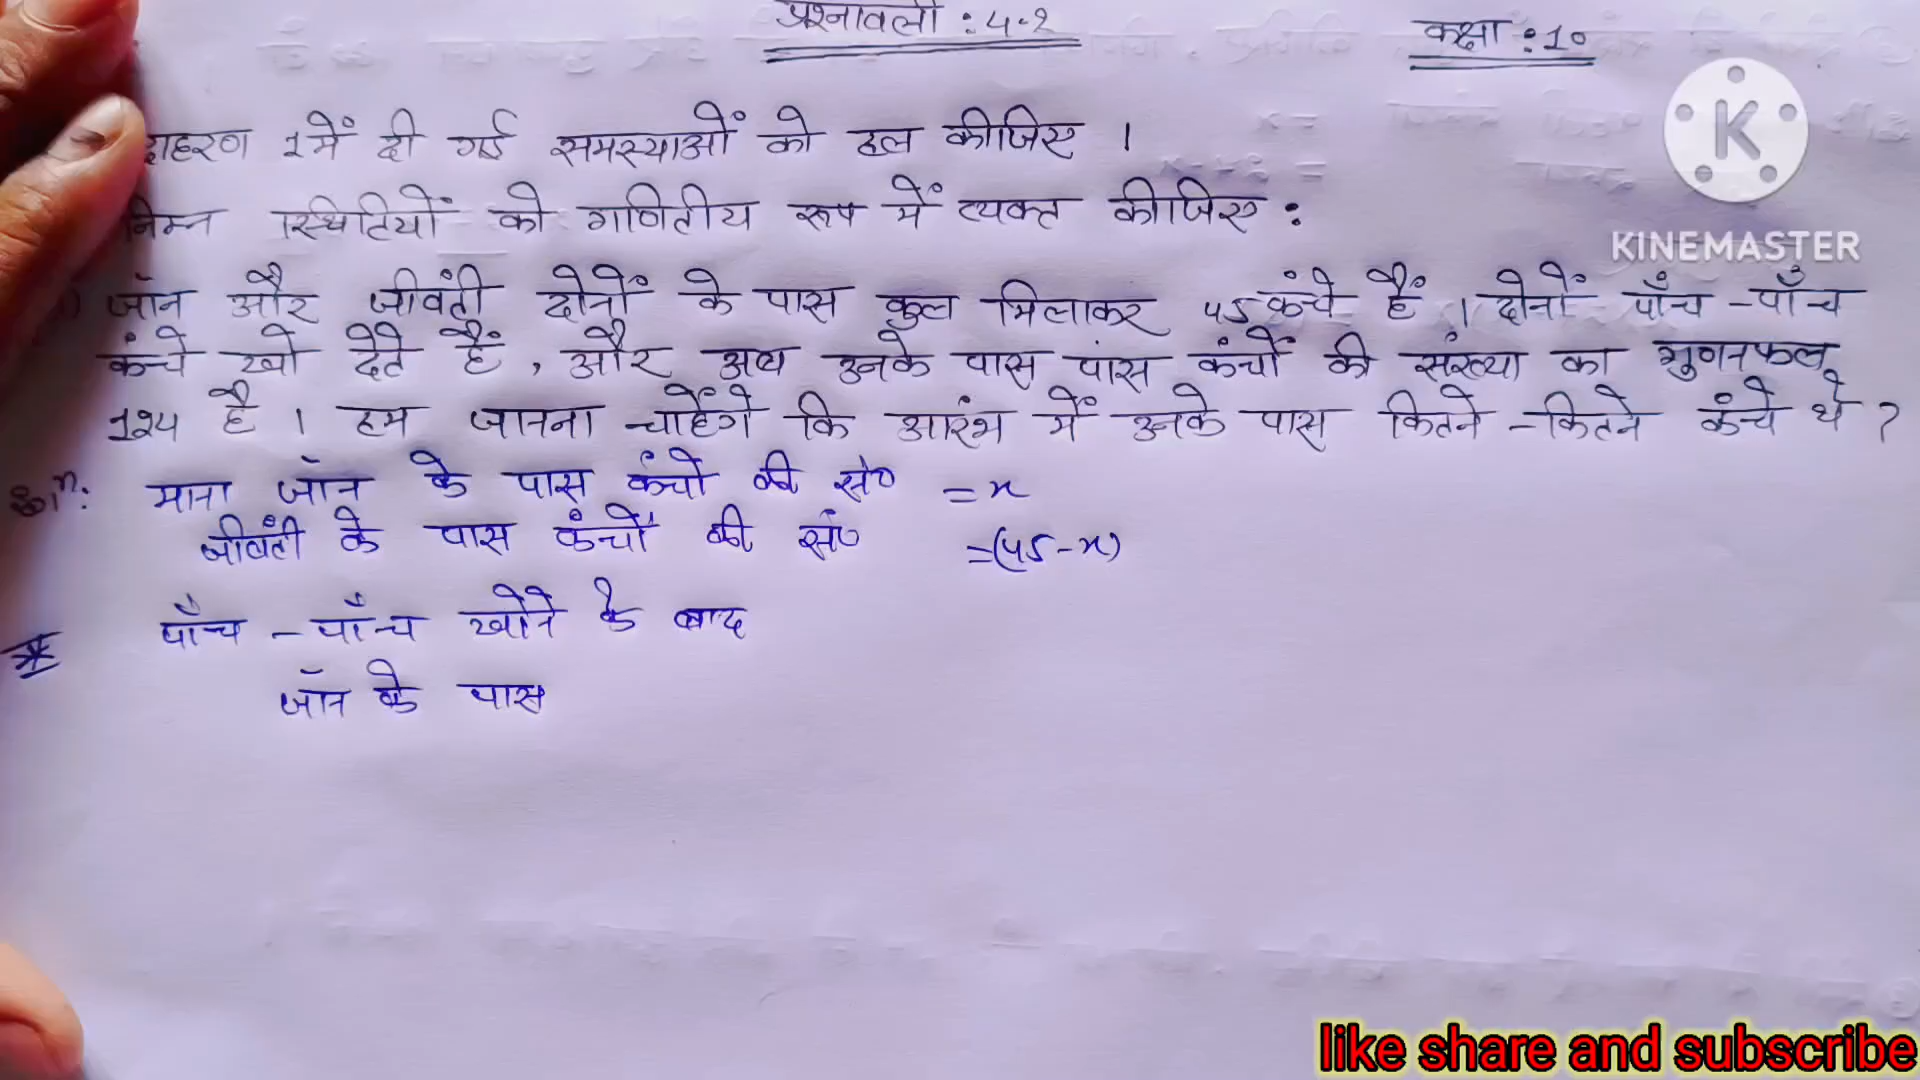 प्रश्नावली : 4.2
कक्षा : 10
दाहरण 1 में दी गई समस्याओं को हल कीजिए ।
निम्न स्थितियों को गणितीय रूप में व्यक्त कीजिए :
) जॉन और जीवंती दोनों के पास कुल मिलाकर 45 कंचे हैं । दोनों पाँच - पाँच
कंचे खो देते हैं , और अब उनके पास पांस कंचों की संख्या का गुणनफल
124 है । हम जानना चाहेंगे कि आरंभ में उनके पास कितने - कितने कंचे थे ?
Solⁿ: माना जॉन के पास कंचों की सं० = x
जीवंती के पास कंचों की सं० = (45 - x)
पाँच - पाँच खोने के बाद
जॉन के पास
KINEMASTER
like share and subscribe